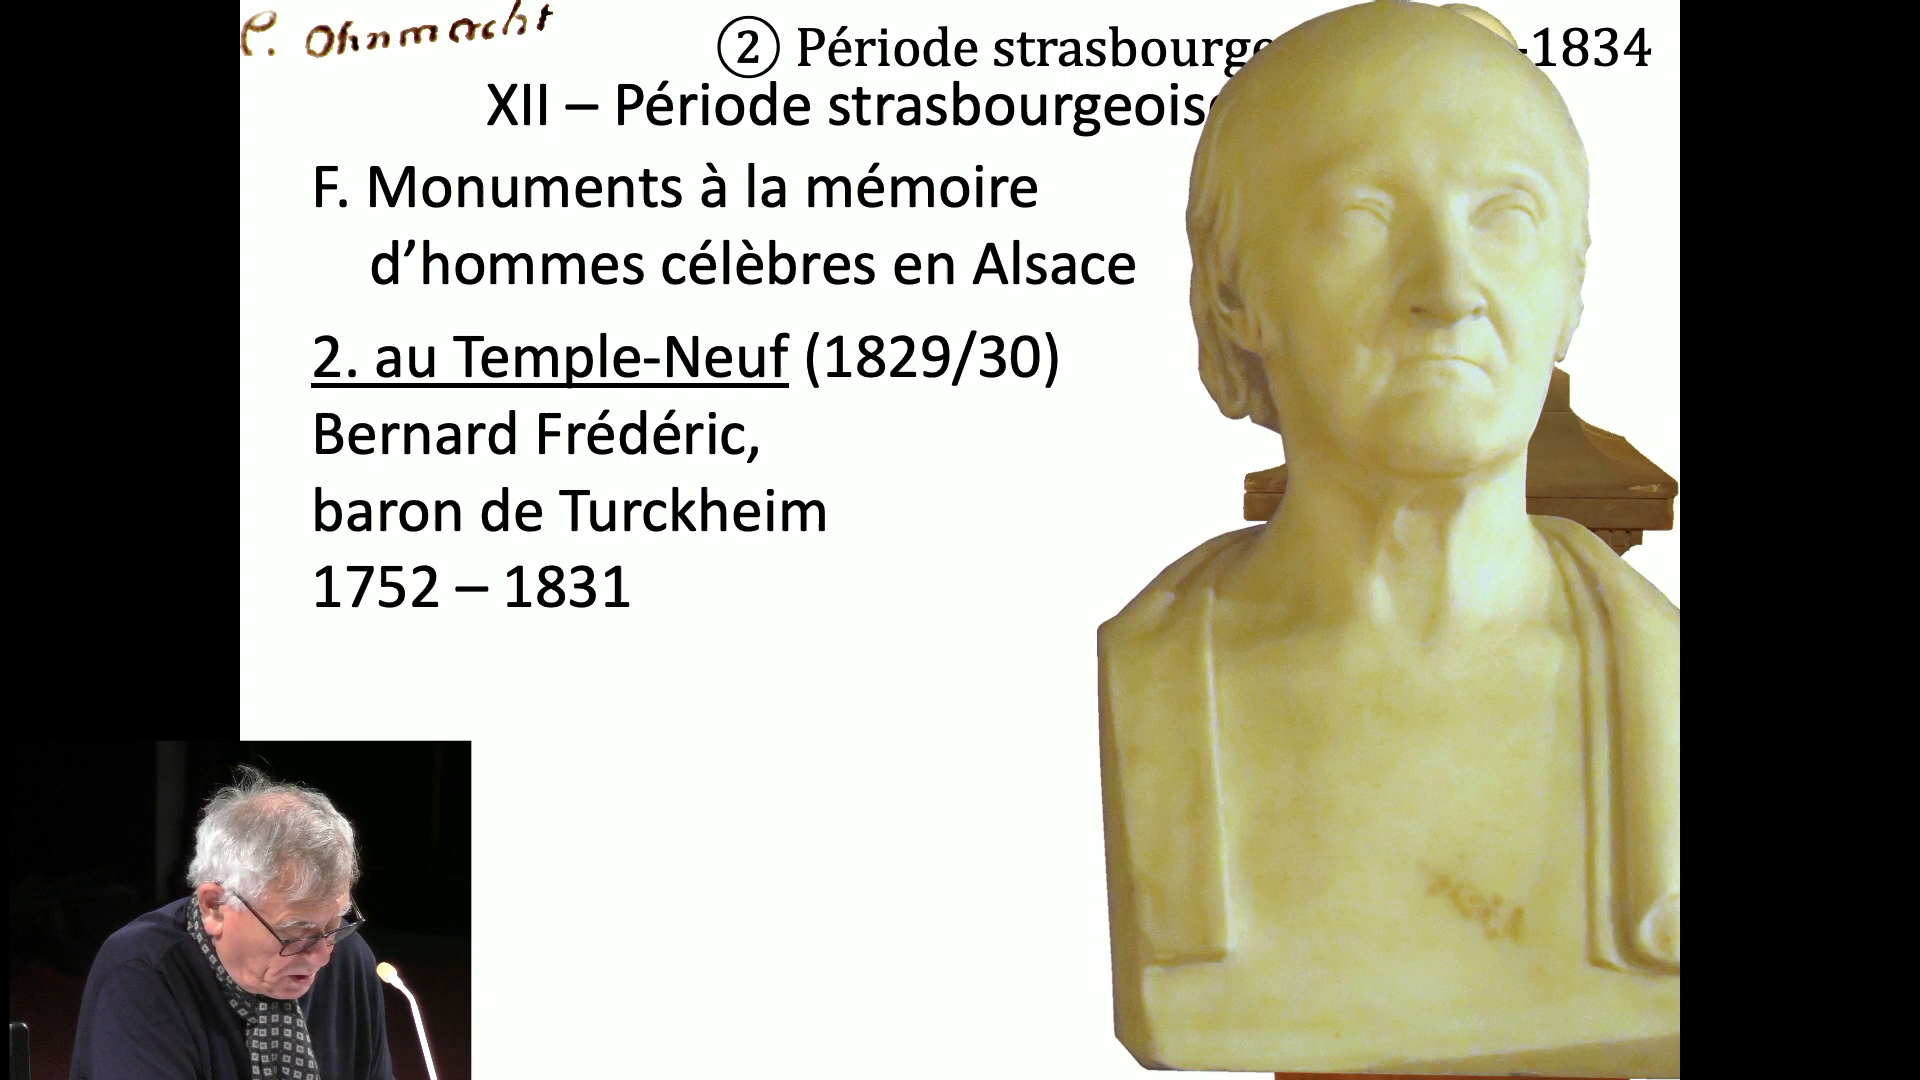 Ohnmacht
② Période strasbourge -1834
XII – Période strasbourgeois
F. Monuments à la mémoire
d’hommes célèbres en Alsace
2. au Temple-Neuf (1829/30)
Bernard Frédéric,
baron de Turckheim
1752 – 1831